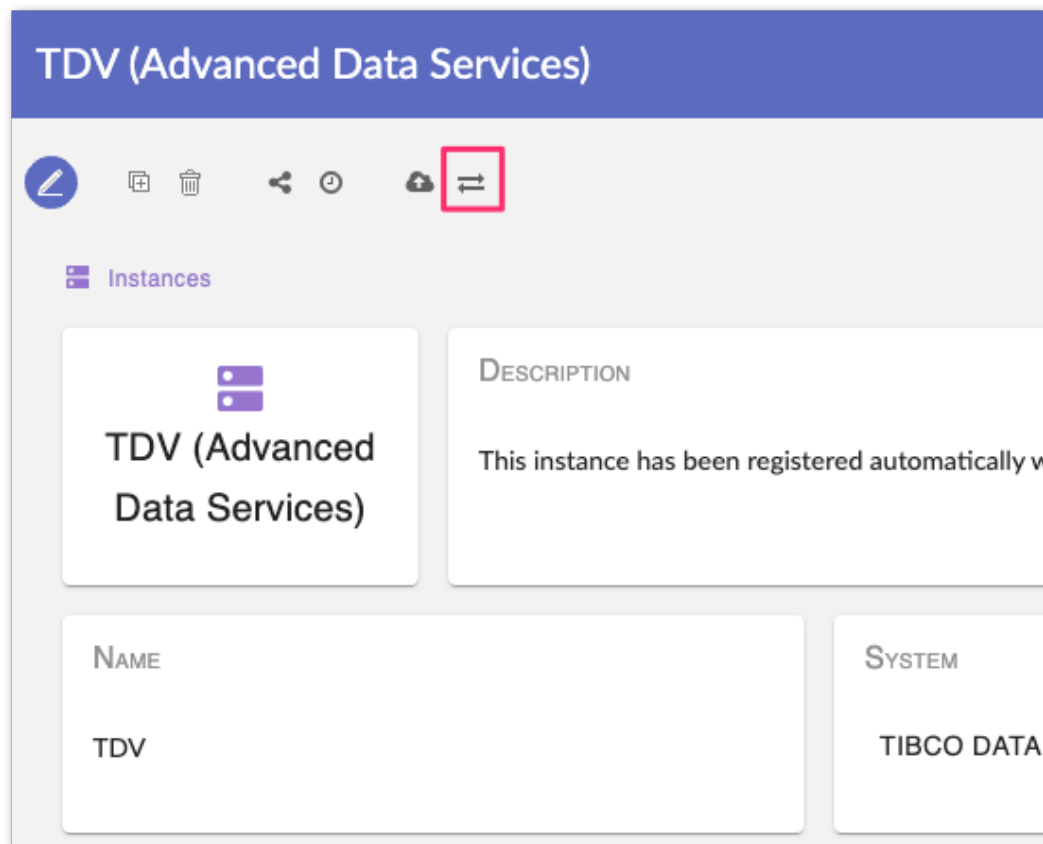 TDV (Advanced Data Services)
Instances
TDV (Advanced
Data Services)
DESCRIPTION
This instance has been registered automatically
NAME
TDV
SYSTEM
TIBCO DATA